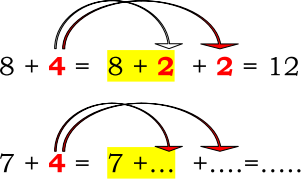 8 + 4 = 8 + 2 + 2 = 12
7 + 4 = 7 +... +....=.....